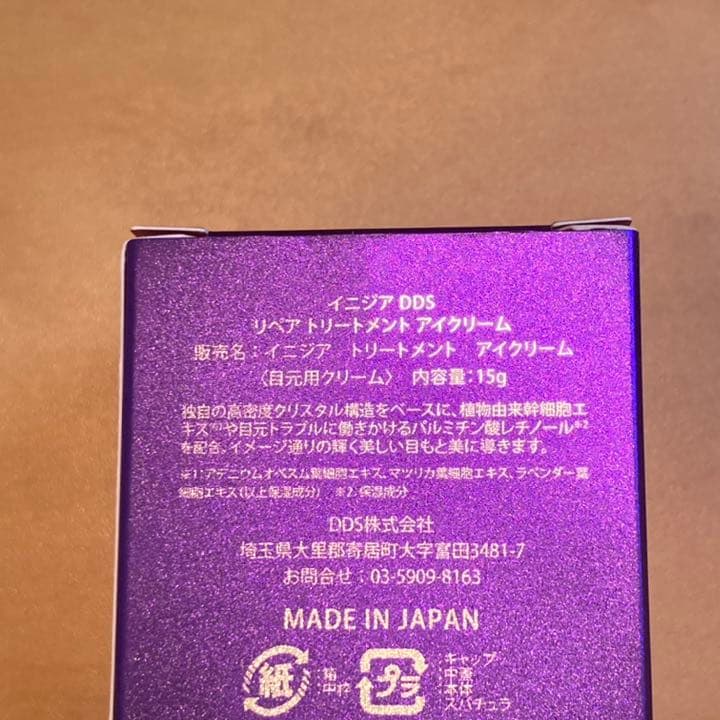 イニジア DDS
リペア トリートメント アイクリーム
販売名：イニジア　トリートメント　アイクリーム
〈目元用クリーム〉　内容量：15g
独自の高密度クリスタル構造をベースに、植物由来幹細胞エ
キス※1や目元トラブルに働きかけるパルミチン酸レチノール※2
を配合、イメージ通りの輝く美しい目もと美に導きます。
※1:アデニウムオベスム葉細胞エキス、マツリカ葉細胞エキス、ラベンダー葉
細胞エキス(以上保湿成分)　※2:保湿成分
DDS株式会社
埼玉県大里郡寄居町大字富田3481-7
お問合せ：03-5909-8163
MADE IN JAPAN
紙 箱 中枠
プラ キャップ
中蓋
本体
スパチュラ